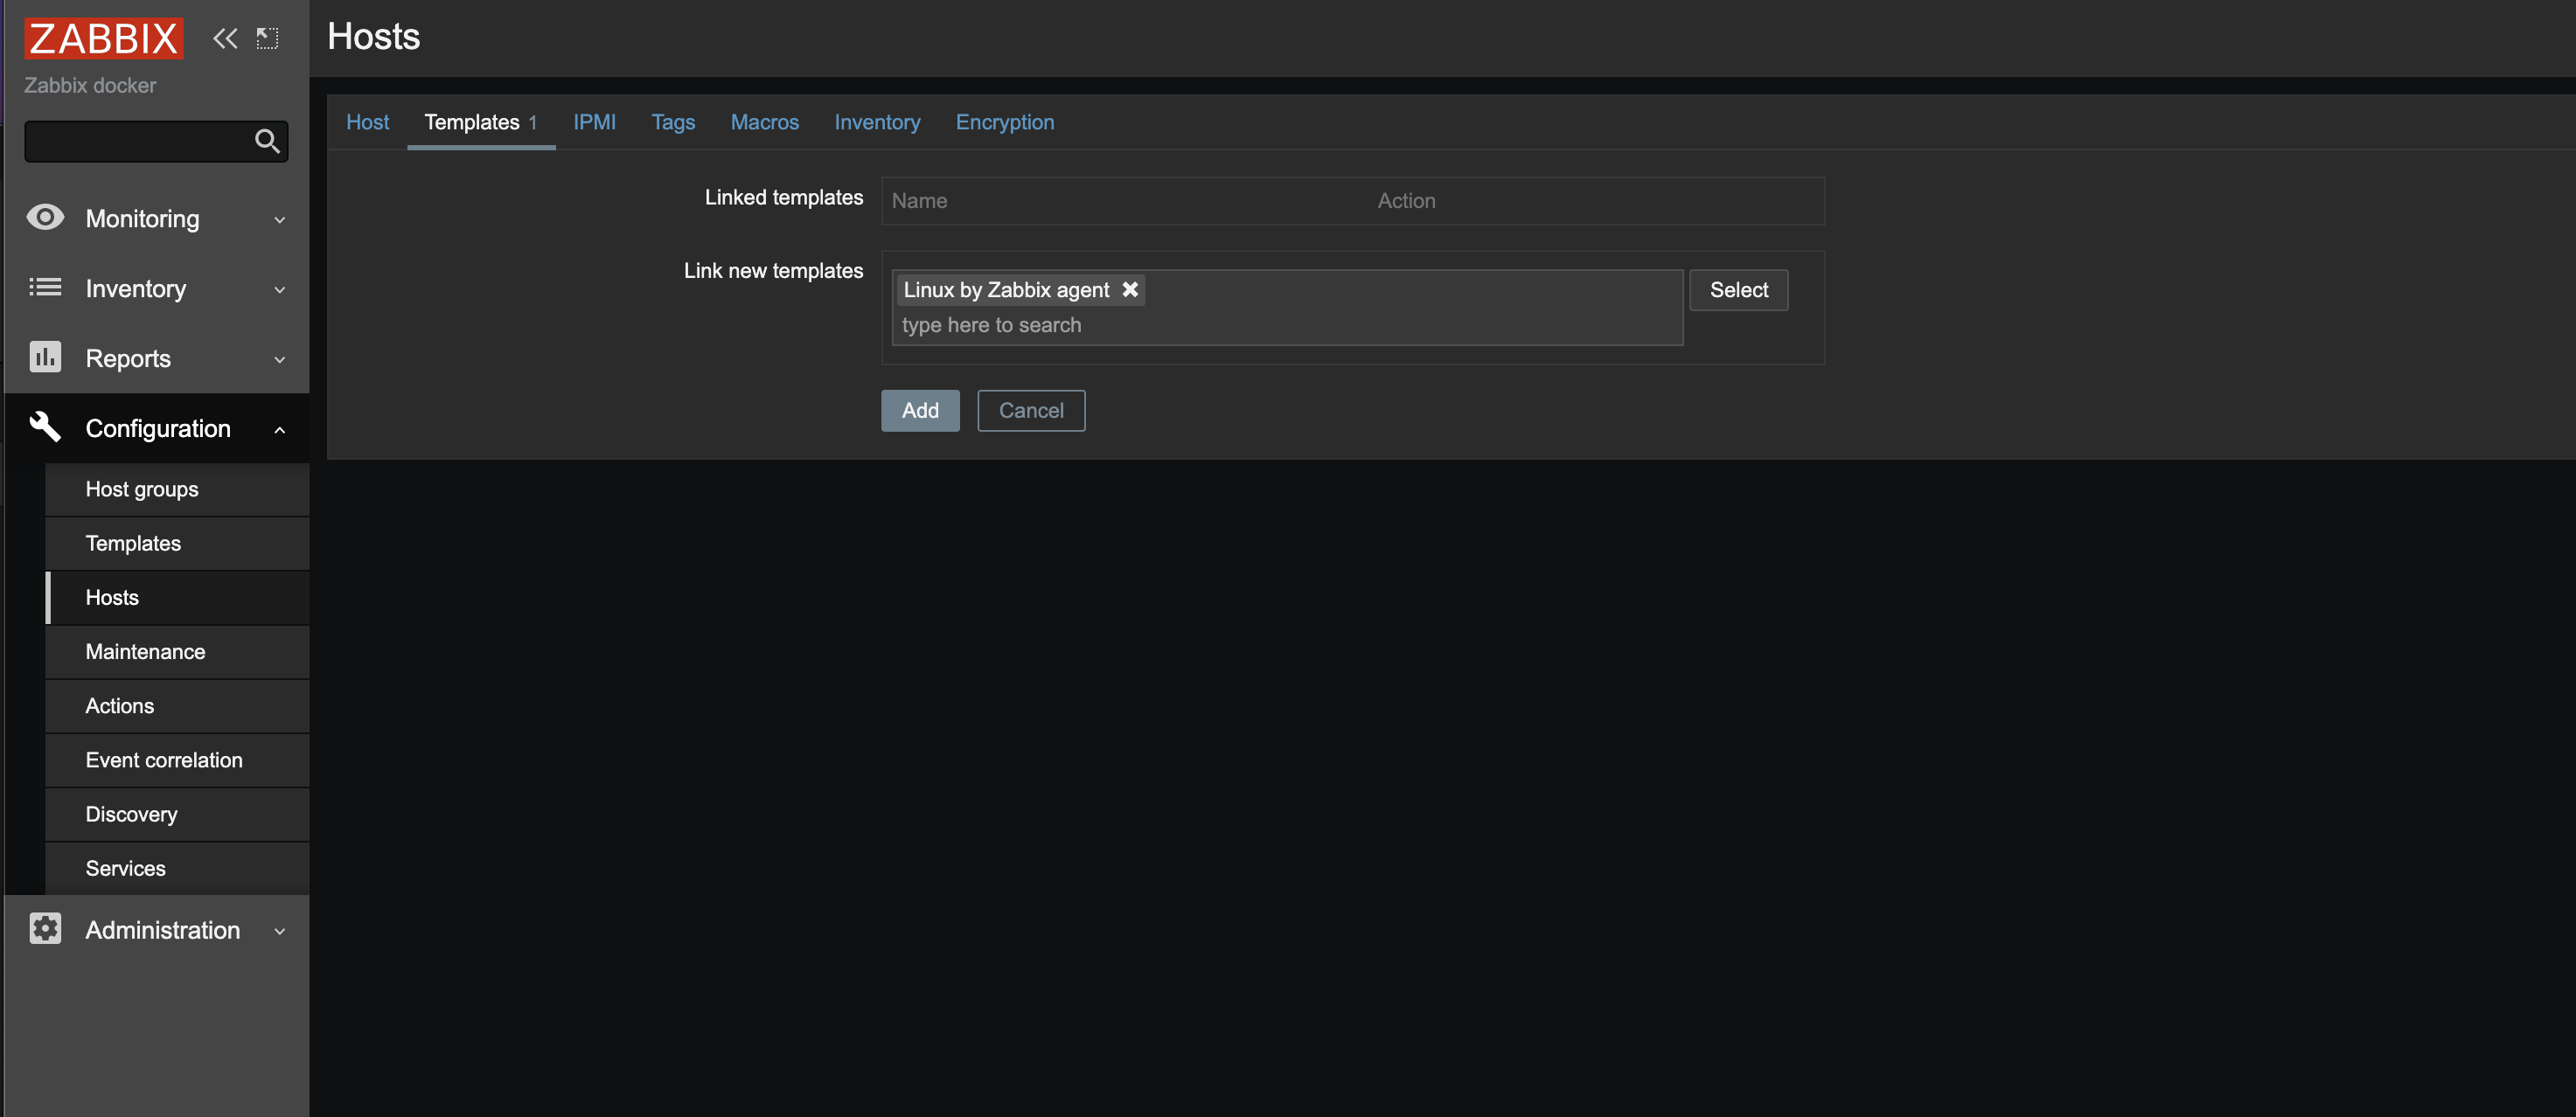 ZABBIX
Zabbix docker
Monitoring
Inventory
Reports
Configuration
Host groups
Templates
Hosts
Maintenance
Actions
Event correlation
Discovery
Services
Administration
Hosts
Host Templates 1 IPMI Tags Macros Inventory Encryption
Linked templates Name Action
Link new templates Linux by Zabbix agent Select
type here to search
Add Cancel